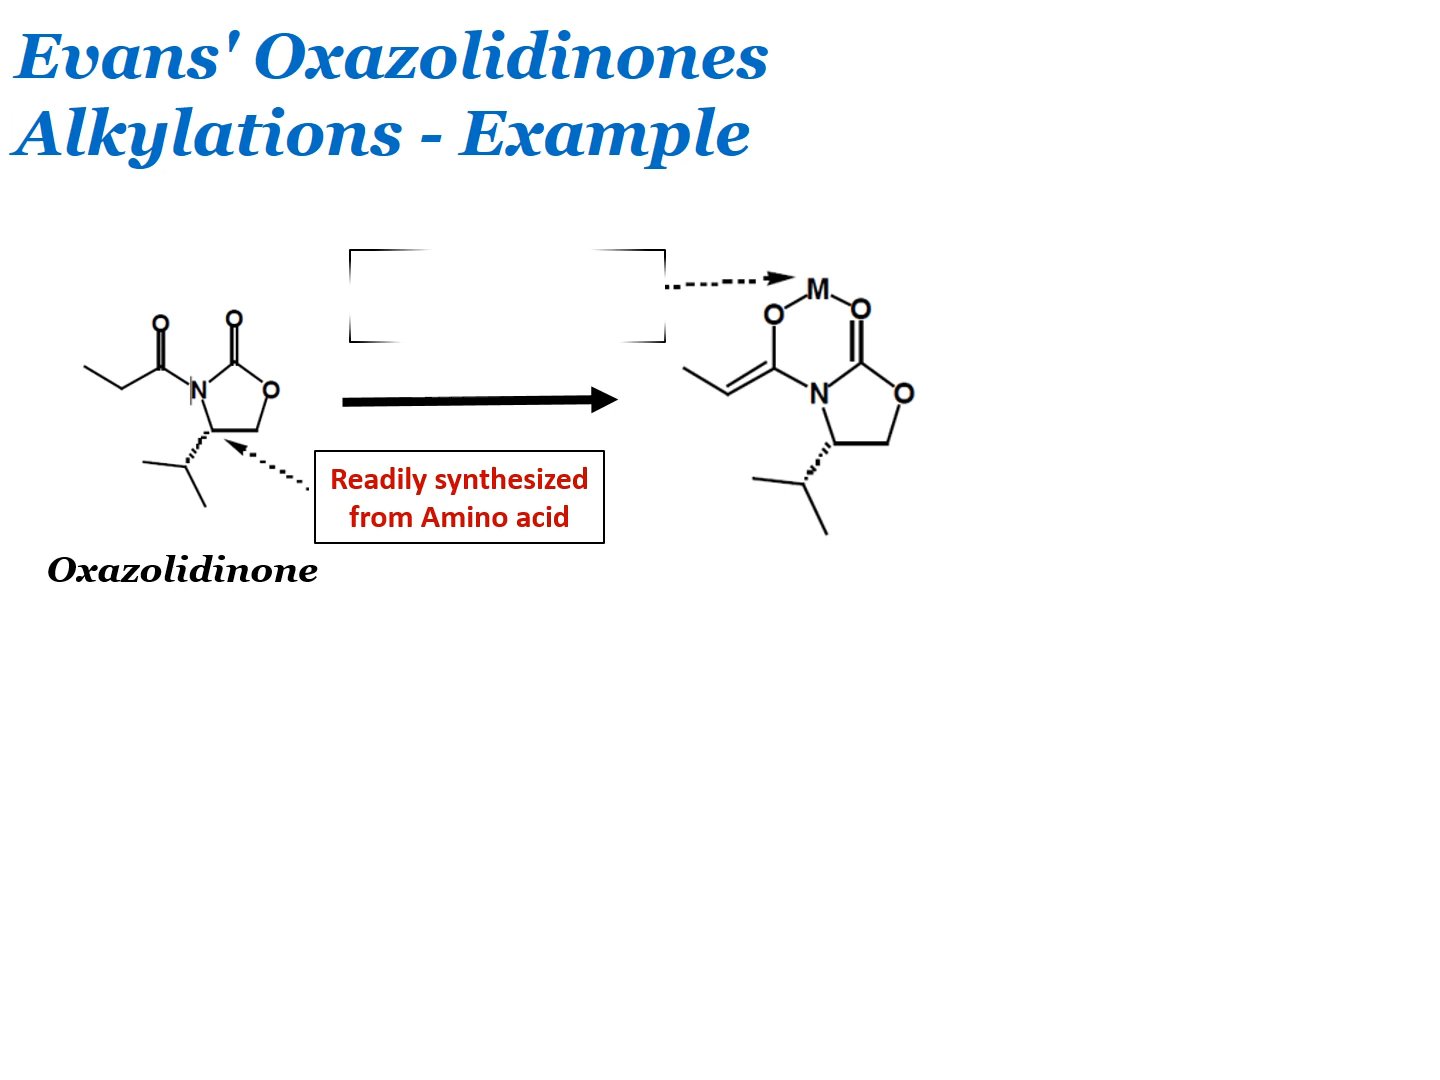 Evans' Oxazolidinones
Alkylations - Example
M
O
O
O
O
N
O
N
O
Readily synthesized
from Amino acid
Oxazolidinone